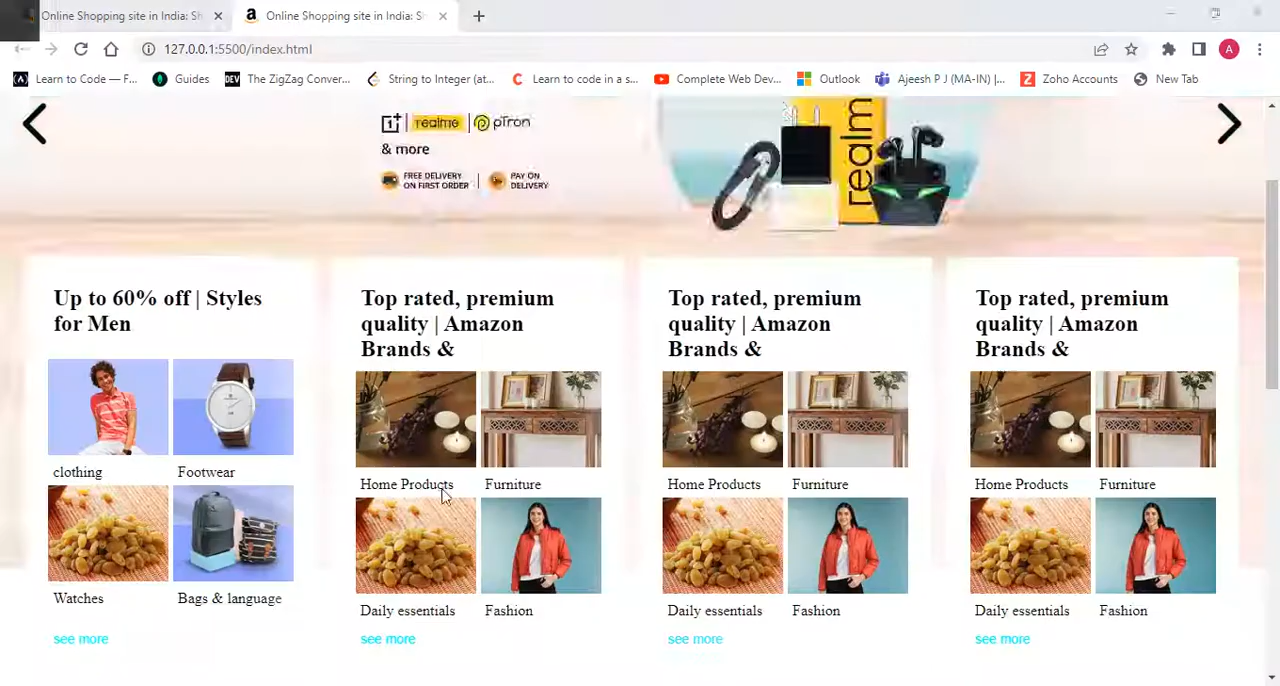 Online Shopping site in India: Sh
Online Shopping site in India: Sh
127.0.0.1:5500/index.html
A
Learn to Code — F...
Guides
DEV The ZigZag Conver...
String to Integer (at...
Learn to code in a s...
Complete Web Dev...
Outlook
Ajeesh P J (MA-IN) |...
Zoho Accounts
New Tab
realme | pTron
& more
FREE DELIVERY ON FIRST ORDER
PAY ON DELIVERY
realm
Up to 60% off | Styles
for Men
clothing
Footwear
Watches
Bags & language
see more
Top rated, premium
quality | Amazon
Brands &
Home Products
Furniture
Daily essentials
Fashion
see more
Top rated, premium
quality | Amazon
Brands &
Home Products
Furniture
Daily essentials
Fashion
see more
Top rated, premium
quality | Amazon
Brands &
Home Products
Furniture
Daily essentials
Fashion
see more